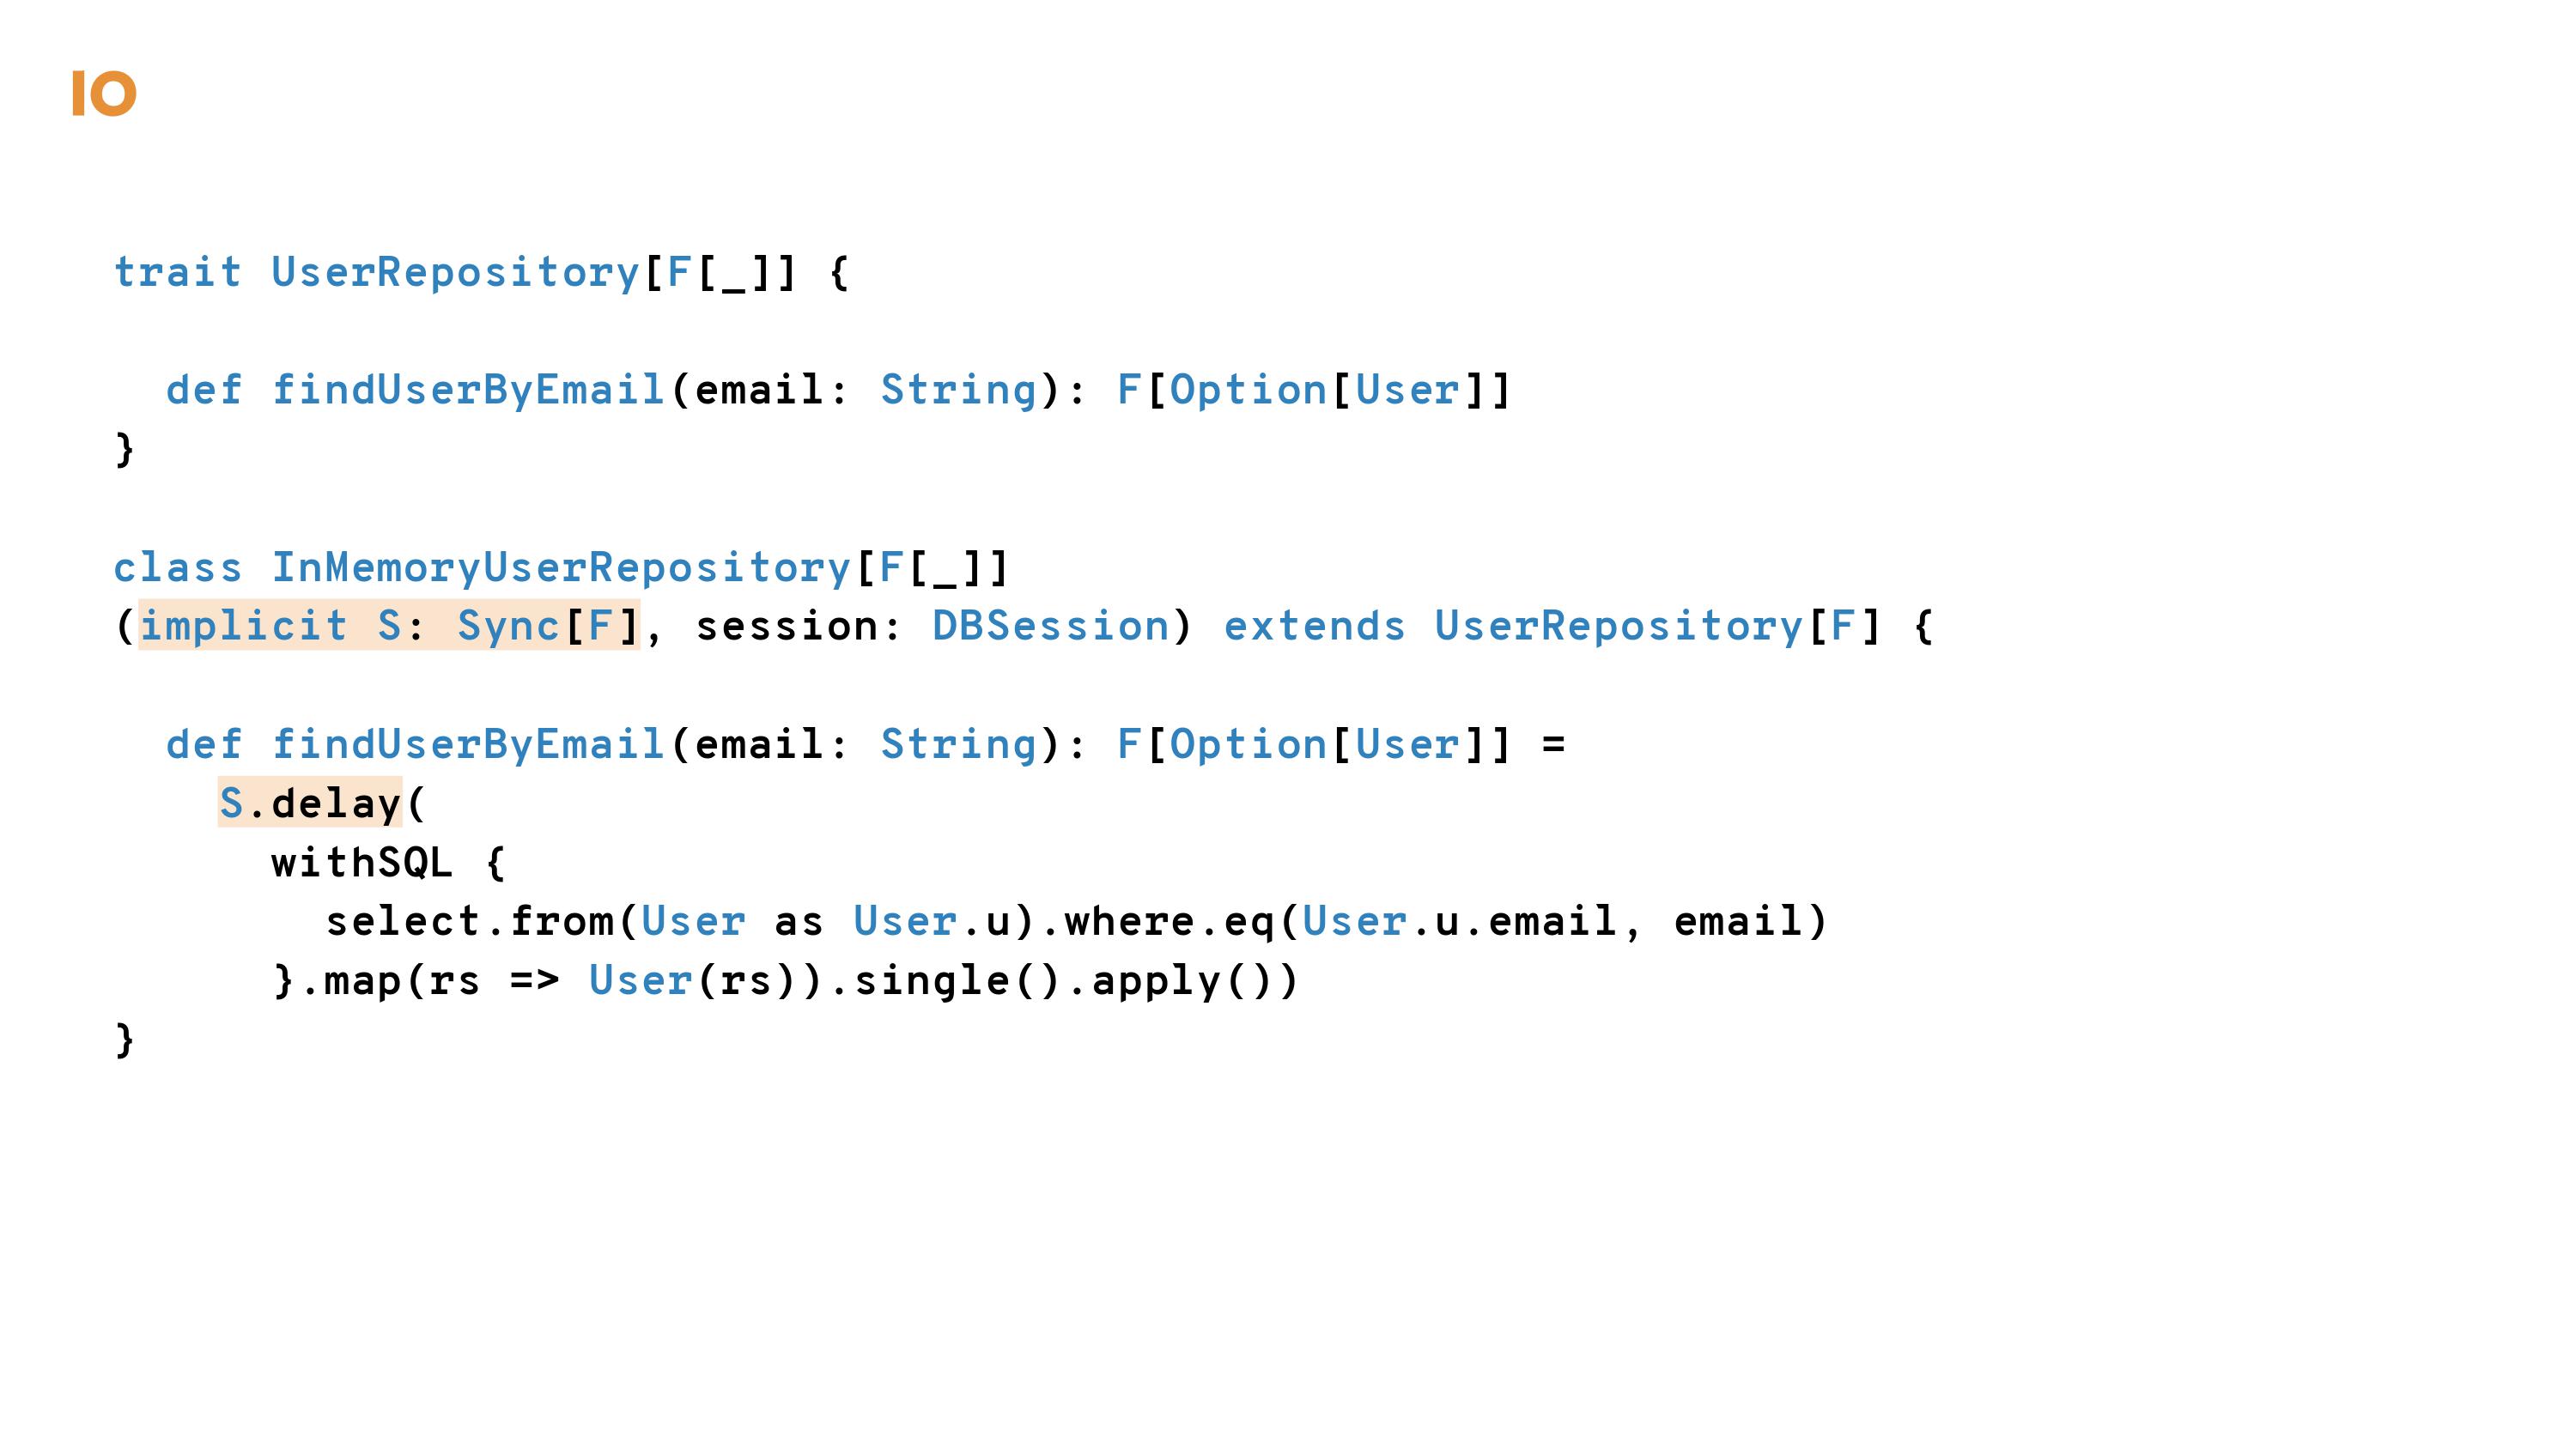 IO
trait UserRepository[F[_]] {
def findUserByEmail(email: String): F[Option[User]]
}
class InMemoryUserRepository[F[_]]
(implicit S: Sync[F], session: DBSession) extends UserRepository[F] {
def findUserByEmail(email: String): F[Option[User]] =
S.delay(
withSQL {
select.from(User as User.u).where.eq(User.u.email, email)
}.map(rs => User(rs)).single().apply())
}